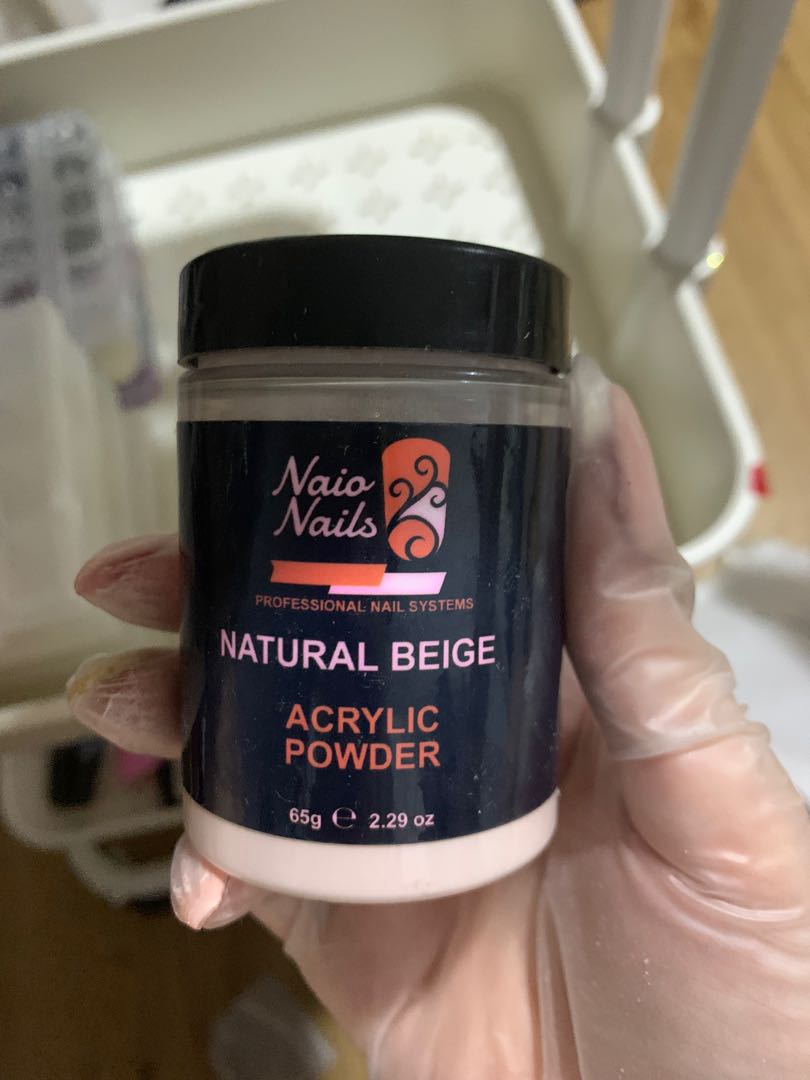 Naio
Nails
PROFESSIONAL NAIL SYSTEMS
NATURAL BEIGE
ACRYLIC
POWDER
65g ℮ 2.29 oz